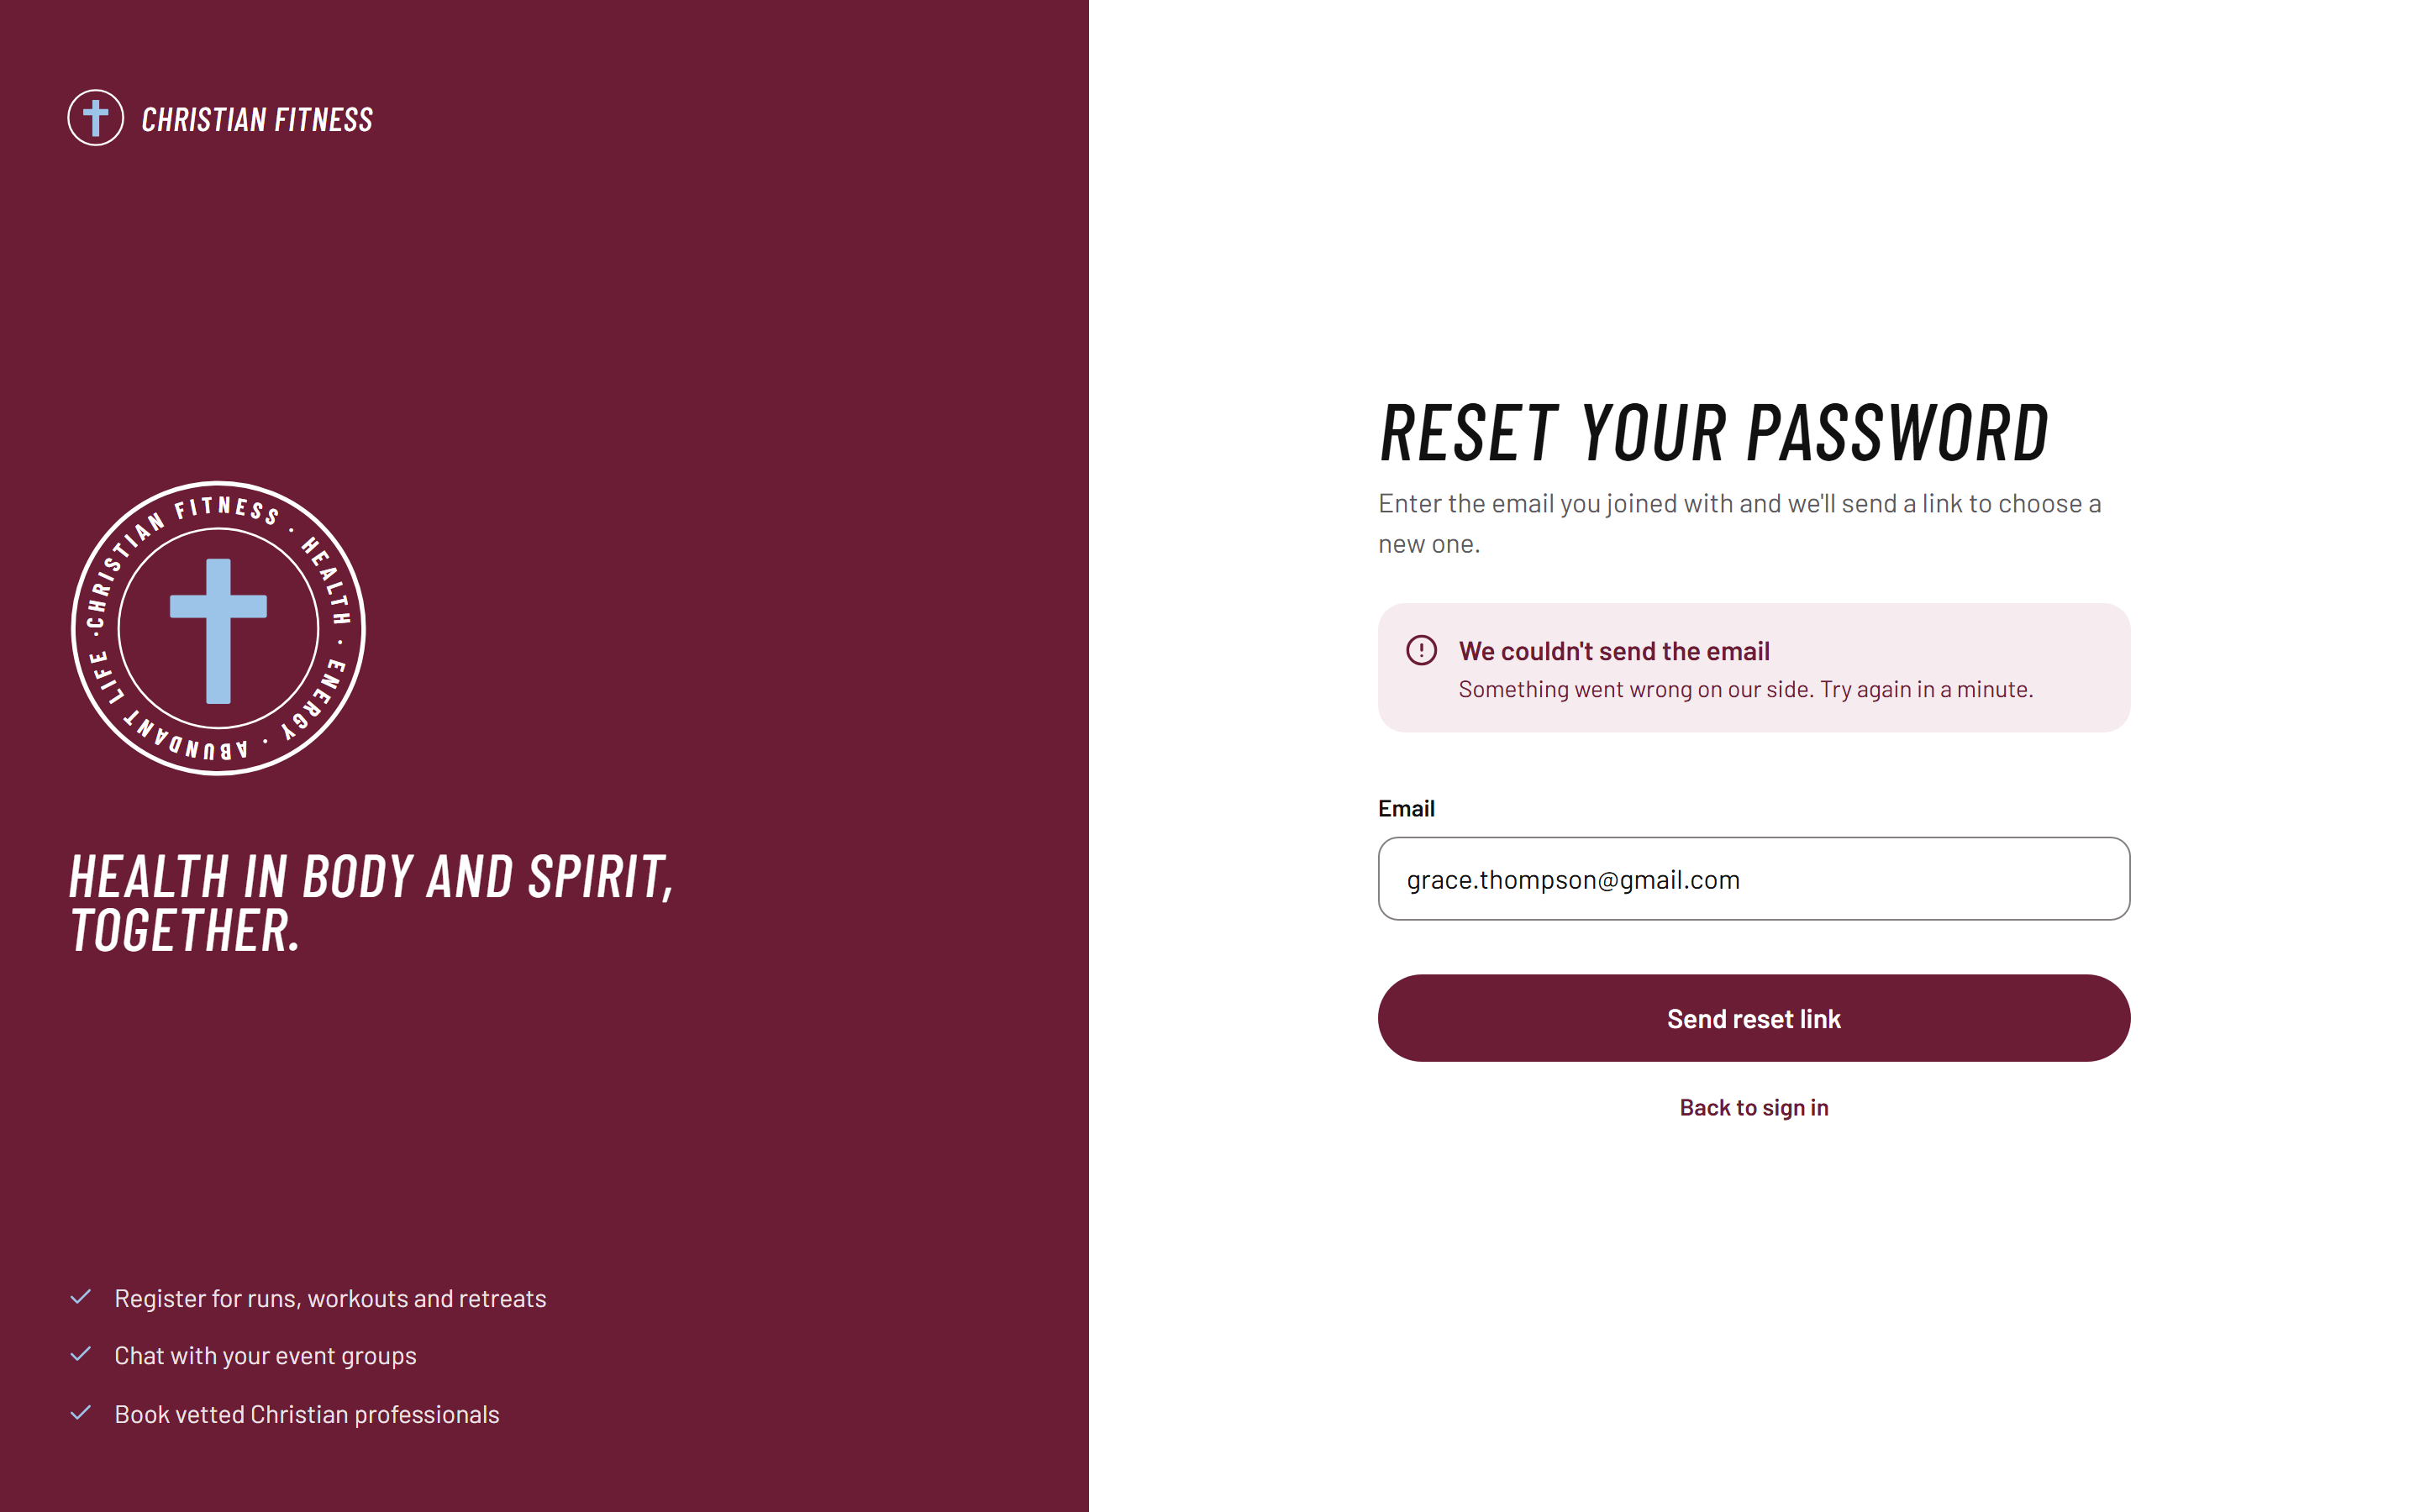 CHRISTIAN FITNESS
CHRISTIAN FITNESS · HEALTH · ENERGY · ABUNDANT LIFE ·
HEALTH IN BODY AND SPIRIT,
TOGETHER.
Register for runs, workouts and retreats
Chat with your event groups
Book vetted Christian professionals
RESET YOUR PASSWORD
Enter the email you joined with and we'll send a link to choose a
new one.
We couldn't send the email
Something went wrong on our side. Try again in a minute.
Email
grace.thompson@gmail.com
Send reset link
Back to sign in